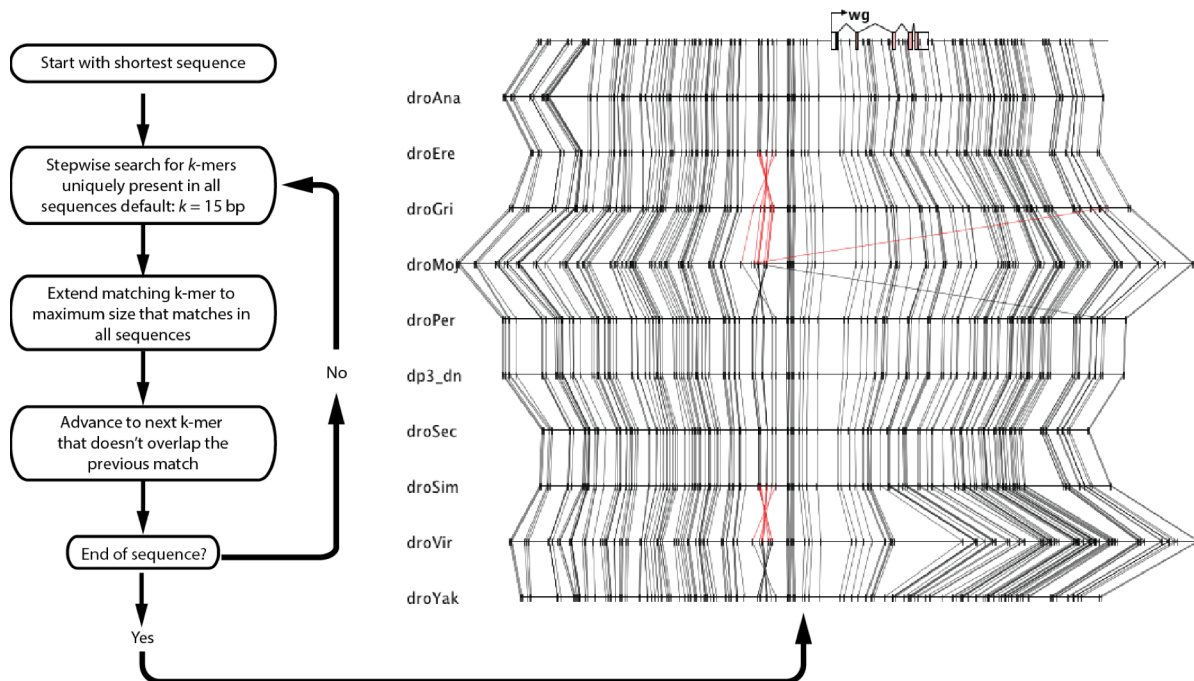 Start with shortest sequence
Stepwise search for k-mers
uniquely present in all
sequences default: k = 15 bp
Extend matching k-mer to
maximum size that matches in
all sequences
No
Advance to next k-mer
that doesn't overlap the
previous match
End of sequence?
Yes
wg
droAna
droEre
droGri
droMoj
droPer
dp3_dn
droSec
droSim
droVir
droYak